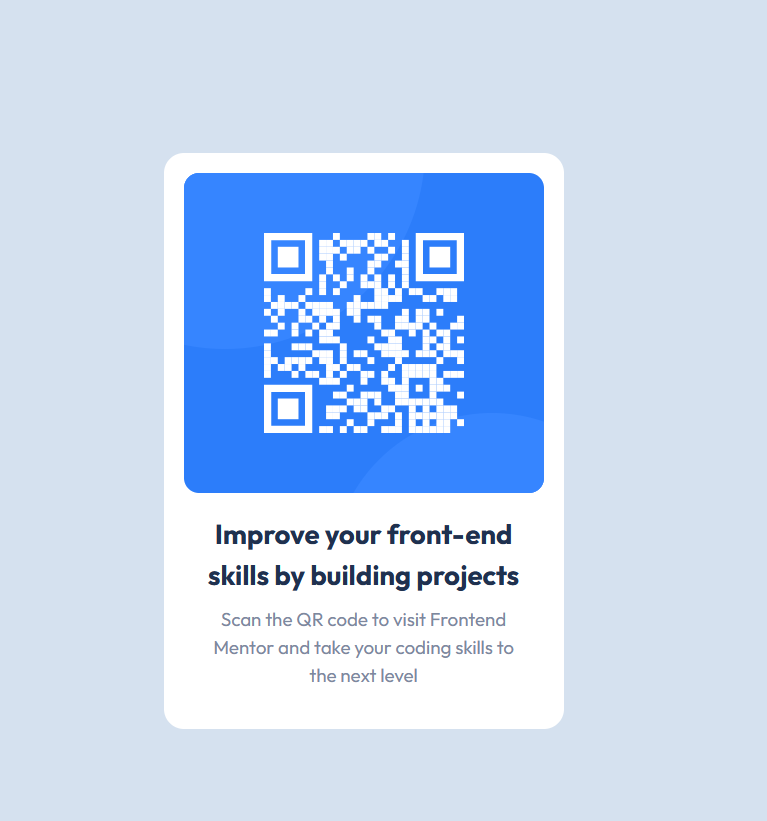 Improve your front-end
skills by building projects
Scan the QR code to visit Frontend
Mentor and take your coding skills to
the next level